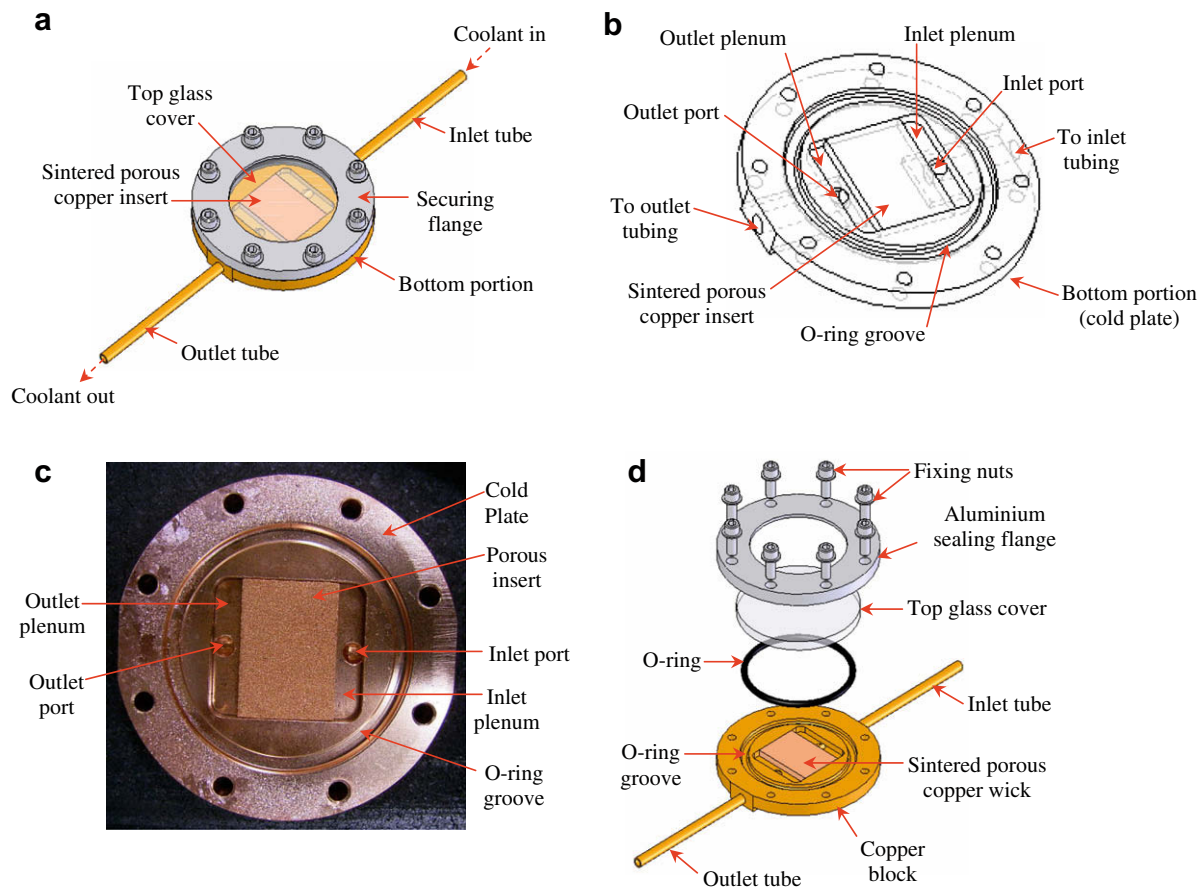 a
Coolant in
Top glass
cover
Inlet tube
Sintered porous
copper insert
Securing
flange
Bottom portion
Outlet tube
Coolant out
b
Outlet plenum
Inlet plenum
Outlet port
Inlet port
To inlet
tubing
To outlet
tubing
Sintered porous
copper insert
Bottom portion
(cold plate)
O-ring groove
c
Cold
Plate
Porous
insert
Outlet
plenum
Inlet port
Outlet
port
Inlet
plenum
O-ring
groove
d
Fixing nuts
Aluminium
sealing flange
Top glass cover
O-ring
Inlet tube
O-ring
groove
Sintered porous
copper wick
Copper
block
Outlet tube